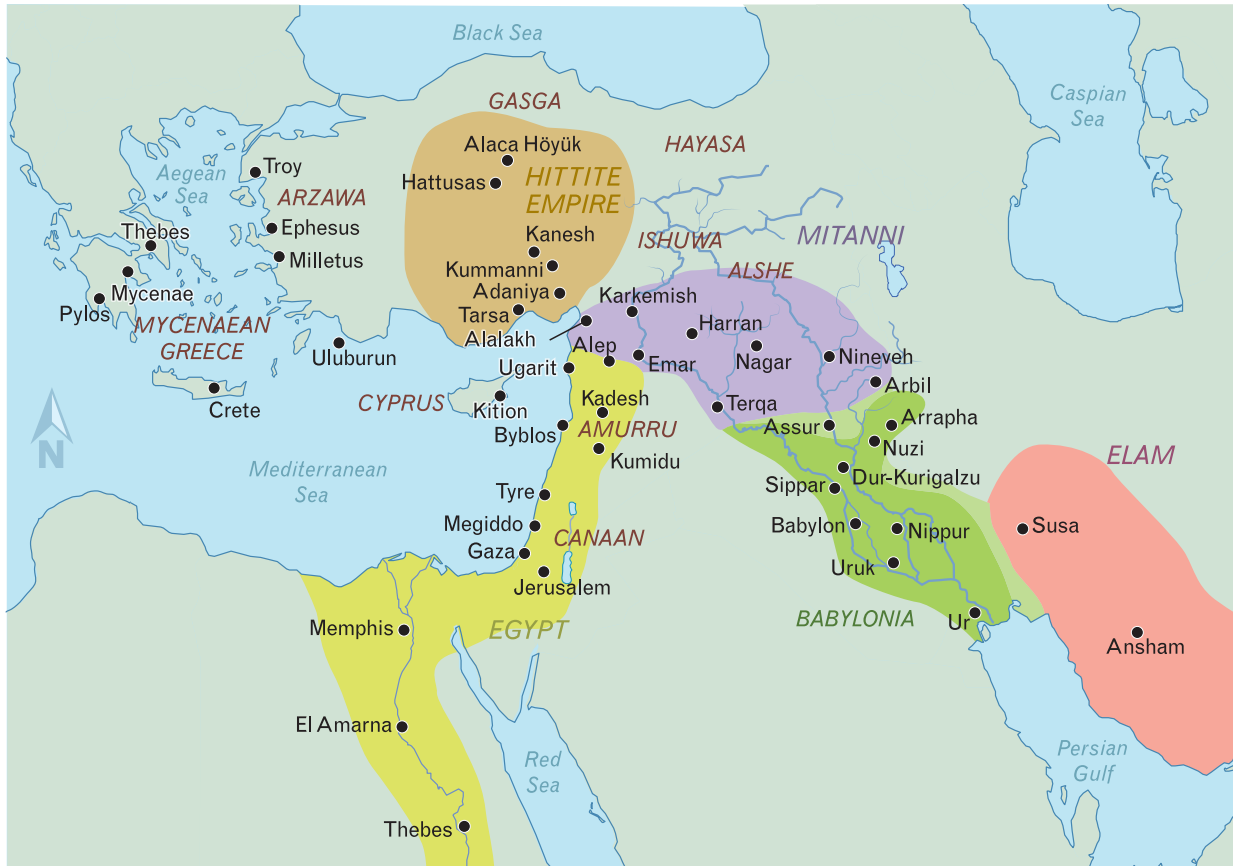 Black Sea
Caspian
Sea
GASGA
HAYASA
Alaca Höyük
Hattusas
HITTITE
EMPIRE
Aegean
Sea
Troy
ARZAWA
Ephesus
Milletus
Thebes
Mycenae
Pylos
MYCENAEAN
GREECE
Kanesh
Kummanni
Adaniya
Tarsa
ISHUWA
MITANNI
ALSHE
Karkemish
Harran
Nagar
Nineveh
Arbil
Alalakh
Alep
Emar
Ugarit
Uluburun
Crete
CYPRUS
Kition
Kadesh
Byblos
AMURRU
Kumidu
Terqa
Assur
Arrapha
Nuzi
Dur-Kurigalzu
Sippar
Babylon
Nippur
Uruk
Ur
BABYLONIA
ELAM
Susa
Ansham
N
Mediterranean
Sea
Tyre
Megiddo
CANAAN
Gaza
Jerusalem
Memphis
EGYPT
El Amarna
Thebes
Red
Sea
Persian
Gulf